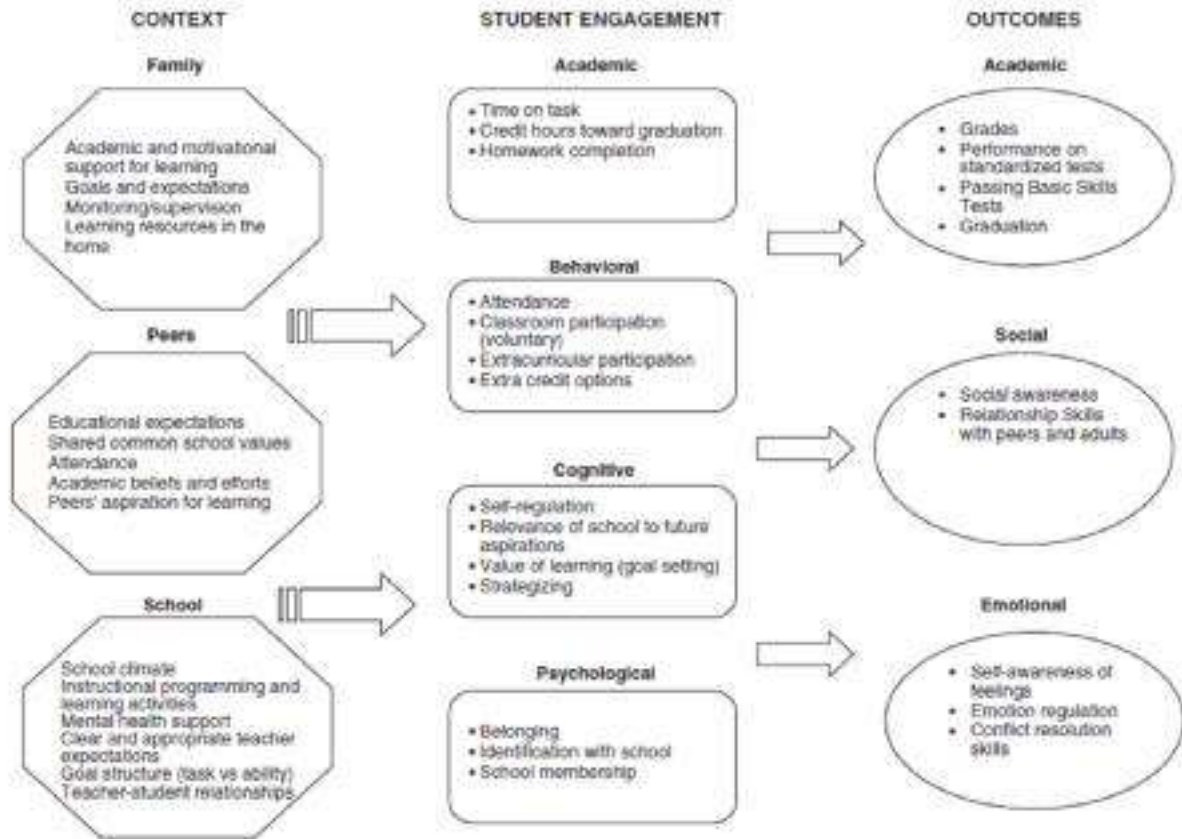 CONTEXT
Family
Academic and motivational
support for learning
Goals and expectations
Monitoring/supervision
Learning resources in the
home
Peers
Educational expectations
Shared common school values
Attendance
Academic beliefs and efforts
Peers' aspiration for learning
School
School climate
Instructional programming and
learning activities
Mental health support
Clear and appropriate teacher
expectations
Goal structure (task vs ability)
Teacher-student relationships
STUDENT ENGAGEMENT
Academic
• Time on task
• Credit hours toward graduation
• Homework completion
Behavioral
• Attendance
• Classroom participation
(voluntary)
• Extracurricular participation
• Extra credit options
Cognitive
• Self-regulation
• Relevance of school to future
aspirations
• Value of learning (goal setting)
• Strategizing
Psychological
• Belonging
• Identification with school
• School membership
OUTCOMES
Academic
• Grades
• Performance on
standardized tests
• Passing Basic Skills
Tests
• Graduation
Social
• Social awareness
• Relationship Skills
with peers and adults
Emotional
• Self-awareness of
feelings
• Emotion regulation
• Conflict resolution
skills